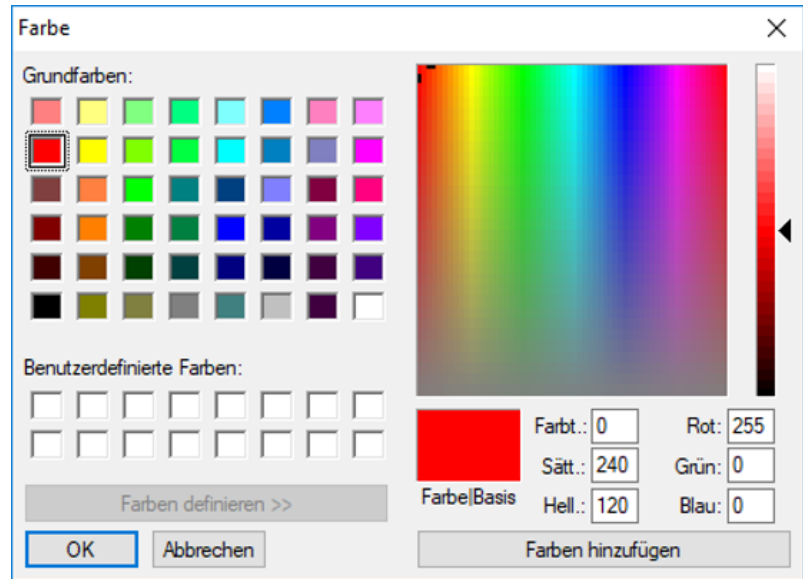 Farbe
Grundfarben:
Benutzerdefinierte Farben:
Farben definieren >>
OK
Abbrechen
Farbe|Basis
Farbt.: 0
Sätt.: 240
Hell.: 120
Rot: 255
Grün: 0
Blau: 0
Farben hinzufügen